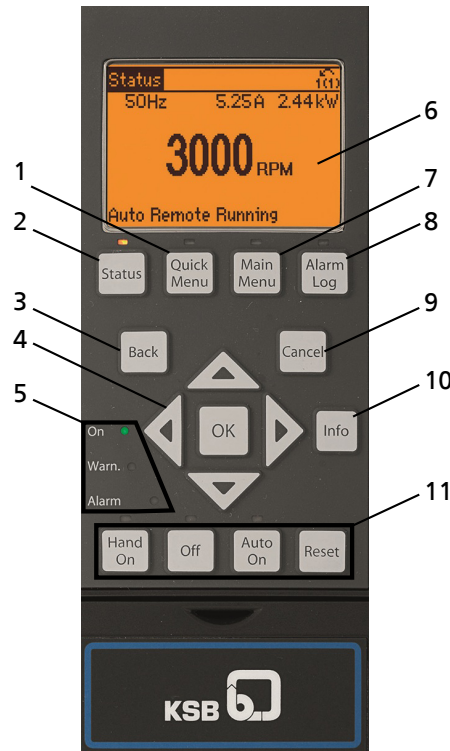 Status
1(1)
50Hz 5.25A 2.44kW
3000 RPM
Auto Remote Running
1
2
3
4
5
6
7
8
9
10
11
Status
Quick
Menu
Main
Menu
Alarm
Log
Back
Cancel
OK
Info
On
Warn.
Alarm
Hand
On
Off
Auto
On
Reset
KSB